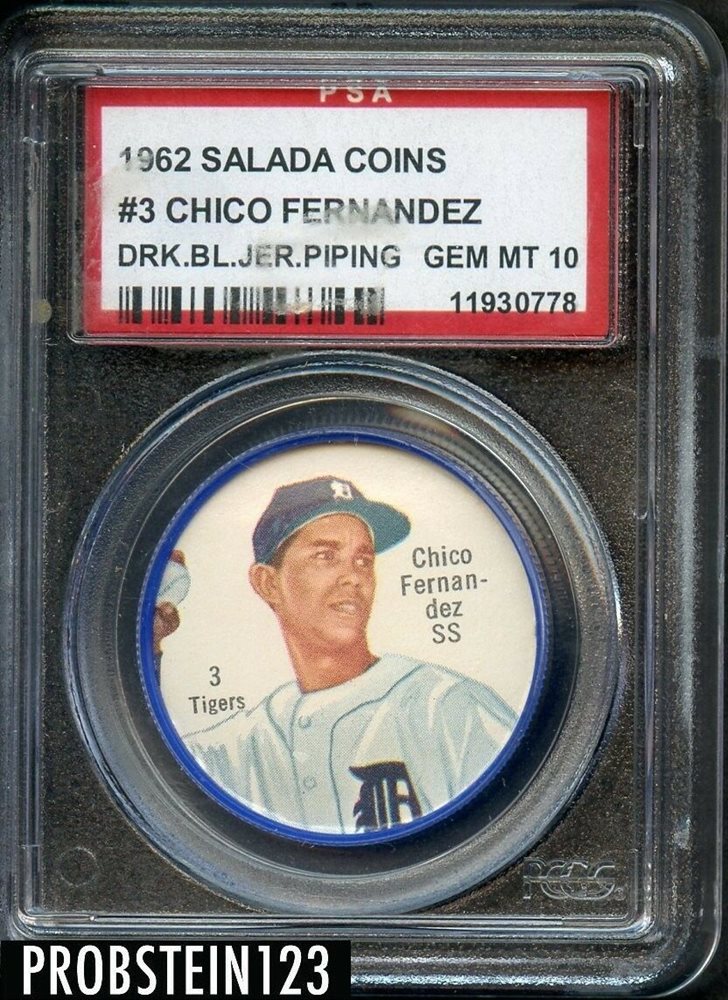 PSA
1962 SALADA COINS
#3 CHICO FERNANDEZ
DRK.BL.JER.PIPING GEM MT 10
11930778
D
Chico
Fernan-
dez
SS
3
Tigers
D
PCGS
PROBSTEIN123